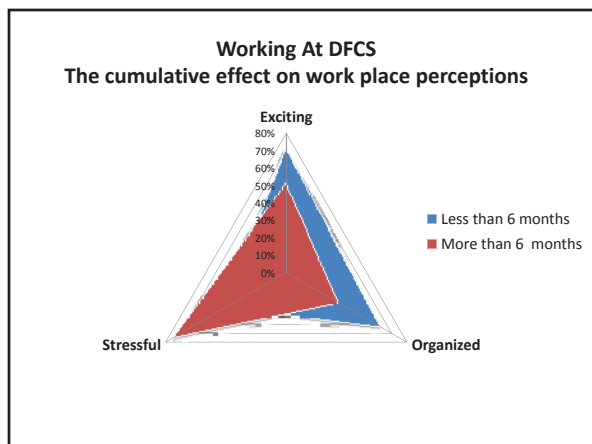 Working At DFCS
The cumulative effect on work place perceptions
Exciting
80%
70%
60%
50%
40%
30%
20%
10%
0%
Less than 6 months
More than 6 months
Stressful
Organized